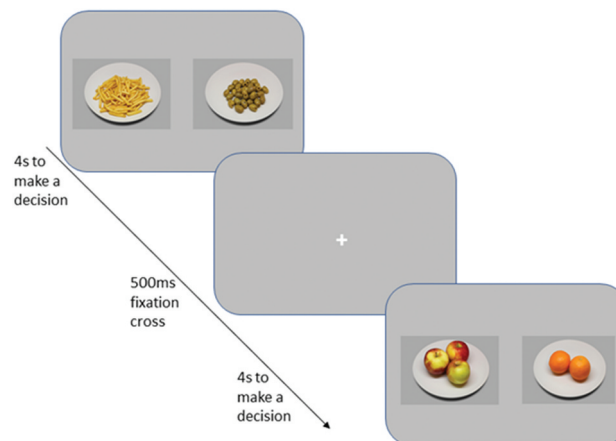 4s to
make a
decision
500ms
fixation
cross
4s to
make a
decision